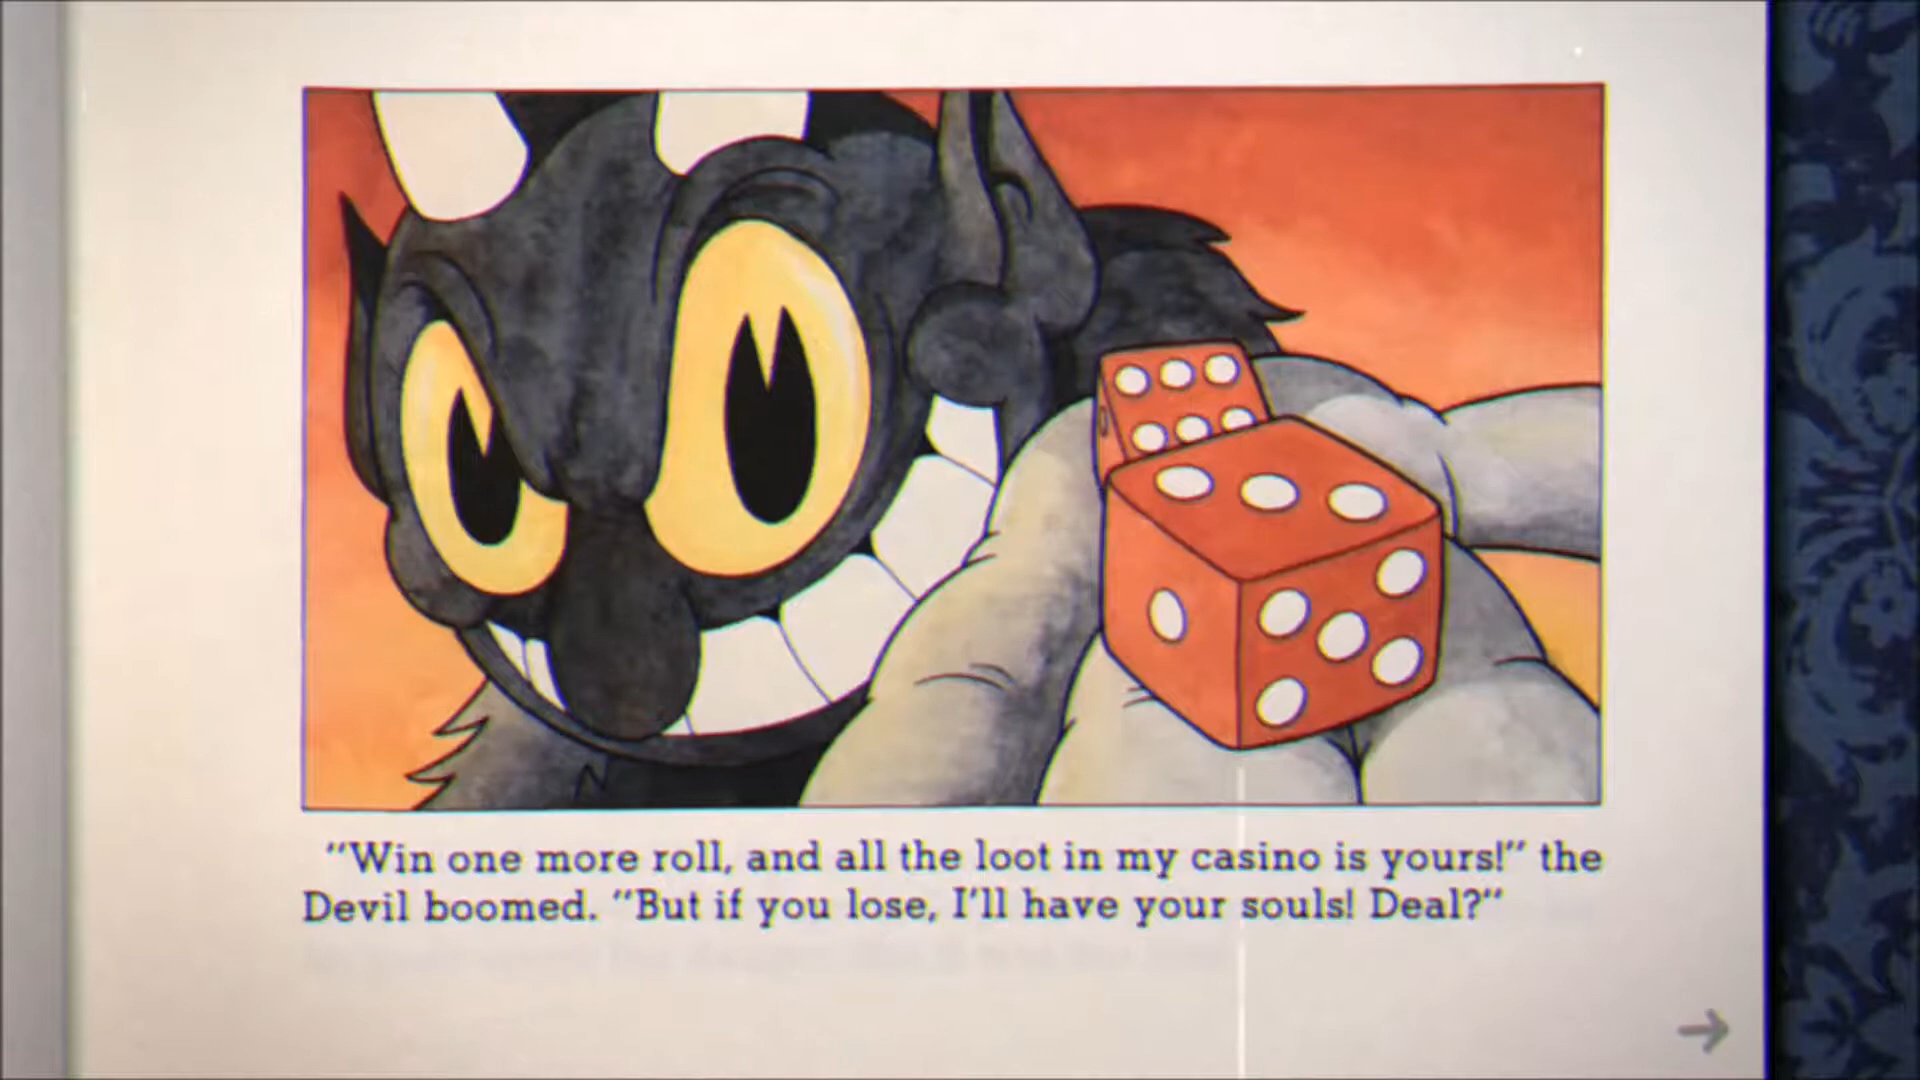 “Win one more roll, and all the loot in my casino is yours!” the
Devil boomed. “But if you lose, I’ll have your souls! Deal?“